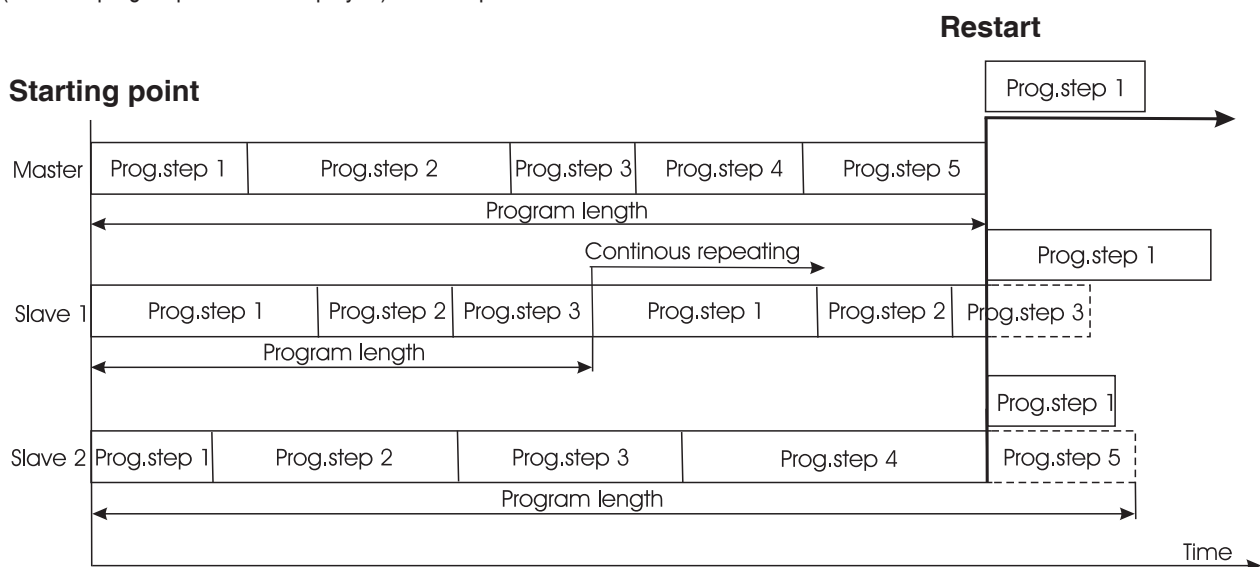 Restart
Prog.step 1
Starting point
Master Prog.step 1 Prog.step 2 Prog.step 3 Prog.step 4 Prog.step 5
Program length
Continous repeating
Prog.step 1
Slave 1 Prog.step 1 Prog.step 2 Prog.step 3 Prog.step 1 Prog.step 2 Prog.step 3
Program length
Prog.step 1
Slave 2 Prog.step 1 Prog.step 2 Prog.step 3 Prog.step 4 Prog.step 5
Program length
Time